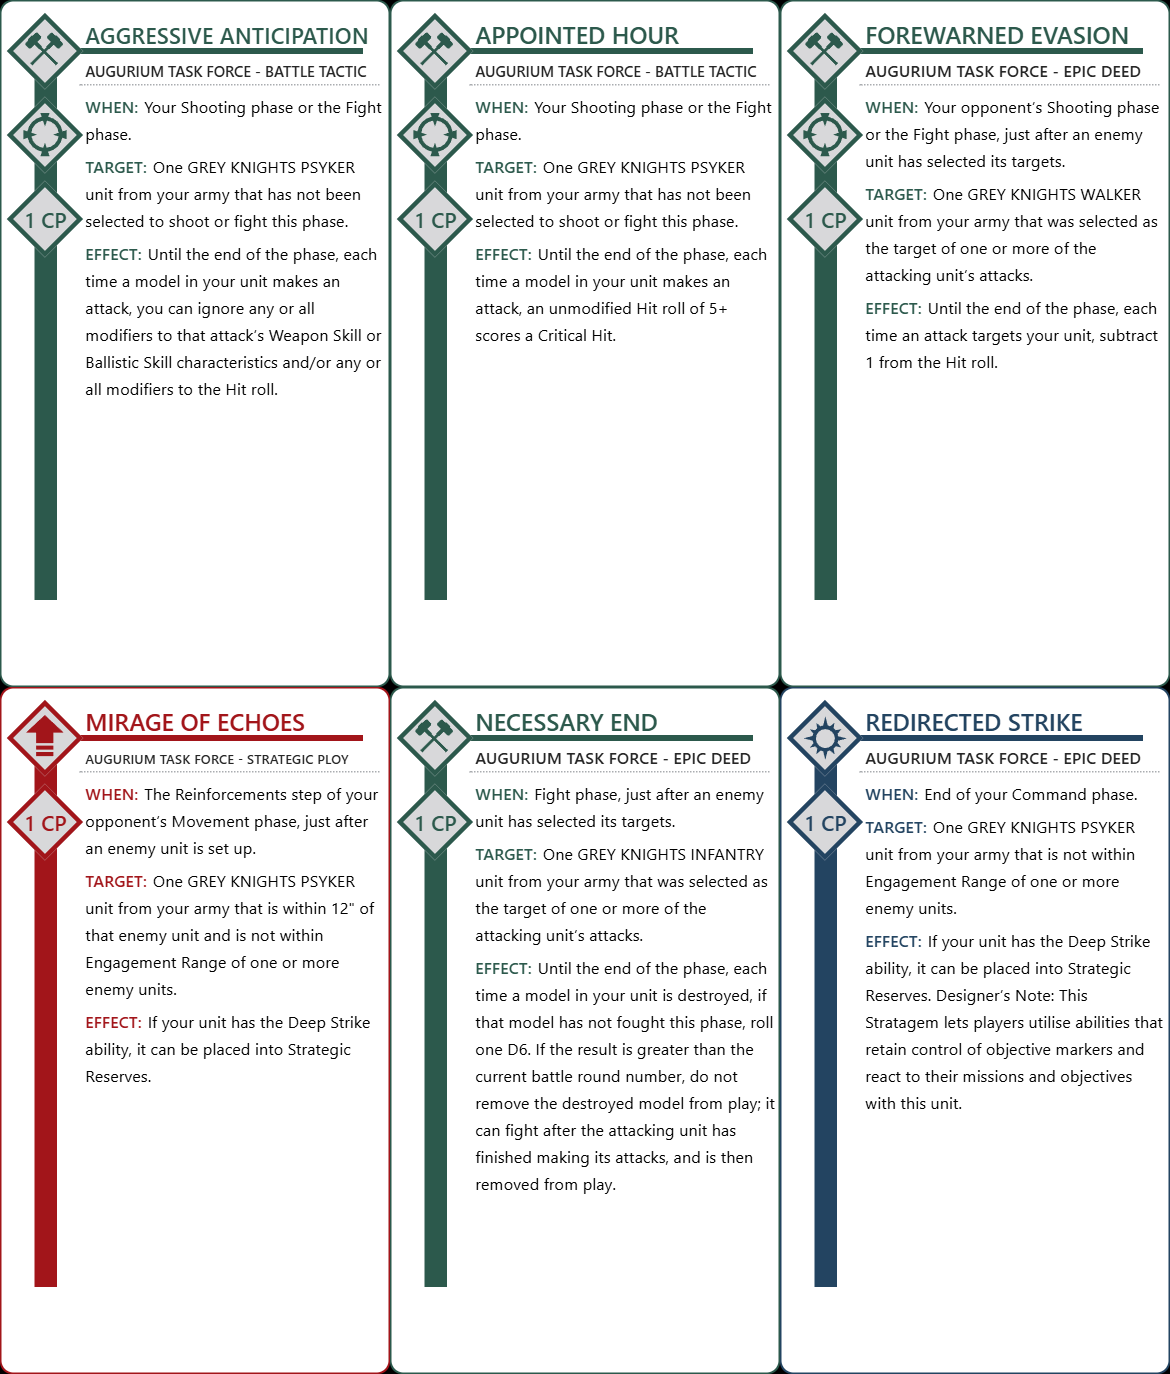 AGGRESSIVE ANTICIPATION
AUGURIUM TASK FORCE - BATTLE TACTIC
WHEN: Your Shooting phase or the Fight
phase.
TARGET: One GREY KNIGHTS PSYKER
unit from your army that has not been
selected to shoot or fight this phase.
1 CP
EFFECT: Until the end of the phase, each
time a model in your unit makes an
attack, you can ignore any or all
modifiers to that attack's Weapon Skill or
Ballistic Skill characteristics and/or any or
all modifiers to the Hit roll.
APPOINTED HOUR
AUGURIUM TASK FORCE - BATTLE TACTIC
WHEN: Your Shooting phase or the Fight
phase.
TARGET: One GREY KNIGHTS PSYKER
unit from your army that has not been
selected to shoot or fight this phase.
1 CP
EFFECT: Until the end of the phase, each
time a model in your unit makes an
attack, an unmodified Hit roll of 5+
scores a Critical Hit.
FOREWARNED EVASION
AUGURIUM TASK FORCE - EPIC DEED
WHEN: Your opponent's Shooting phase
or the Fight phase, just after an enemy
unit has selected its targets.
TARGET: One GREY KNIGHTS WALKER
unit from your army that was selected as
1 CP
the target of one or more of the
attacking unit's attacks.
EFFECT: Until the end of the phase, each
time an attack targets your unit, subtract
1 from the Hit roll.
MIRAGE OF ECHOES
AUGURIUM TASK FORCE - STRATEGIC PLOY
WHEN: The Reinforcements step of your
opponent's Movement phase, just after
1 CP
an enemy unit is set up.
TARGET: One GREY KNIGHTS PSYKER
unit from your army that is within 12" of
that enemy unit and is not within
Engagement Range of one or more
enemy units.
EFFECT: If your unit has the Deep Strike
ability, it can be placed into Strategic
Reserves.
NECESSARY END
AUGURIUM TASK FORCE - EPIC DEED
WHEN: Fight phase, just after an enemy
unit has selected its targets.
1 CP
TARGET: One GREY KNIGHTS INFANTRY
unit from your army that was selected as
the target of one or more of the
attacking unit's attacks.
EFFECT: Until the end of the phase, each
time a model in your unit is destroyed, if
that model has not fought this phase, roll
one D6. If the result is greater than the
current battle round number, do not
remove the destroyed model from play; it
can fight after the attacking unit has
finished making its attacks, and is then
removed from play.
REDIRECTED STRIKE
AUGURIUM TASK FORCE - EPIC DEED
WHEN: End of your Command phase.
1 CP
TARGET: One GREY KNIGHTS PSYKER
unit from your army that is not within
Engagement Range of one or more
enemy units.
EFFECT: If your unit has the Deep Strike
ability, it can be placed into Strategic
Reserves. Designer's Note: This
Stratagem lets players utilise abilities that
retain control of objective markers and
react to their missions and objectives
with this unit.